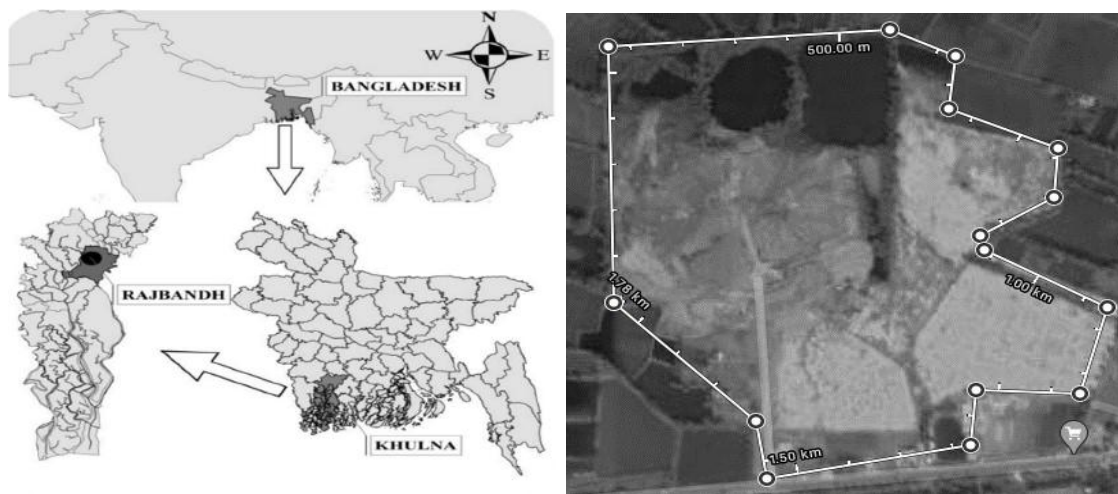 N
W E
S
BANGLADESH
RAJBANDH
KHULNA
500.00 m
1.78 km
1.00 km
1.50 km